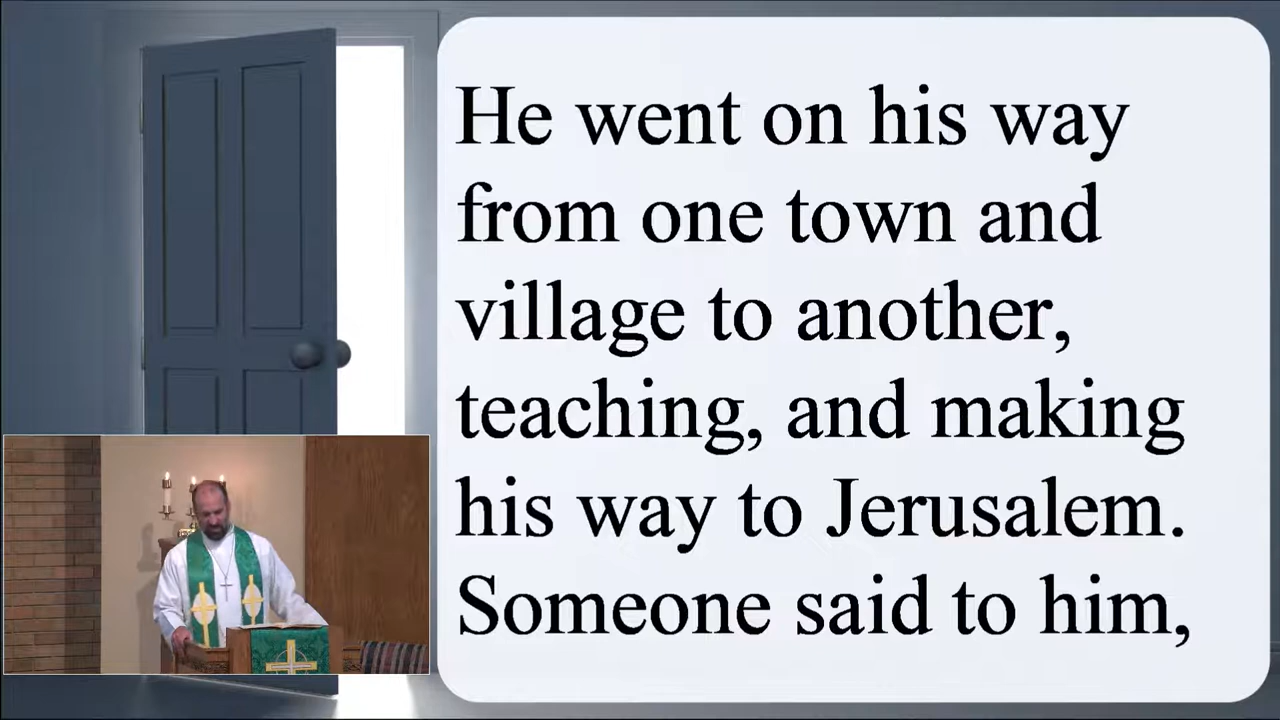 He went on his way
from one town and
village to another,
teaching, and making
his way to Jerusalem.
Someone said to him,